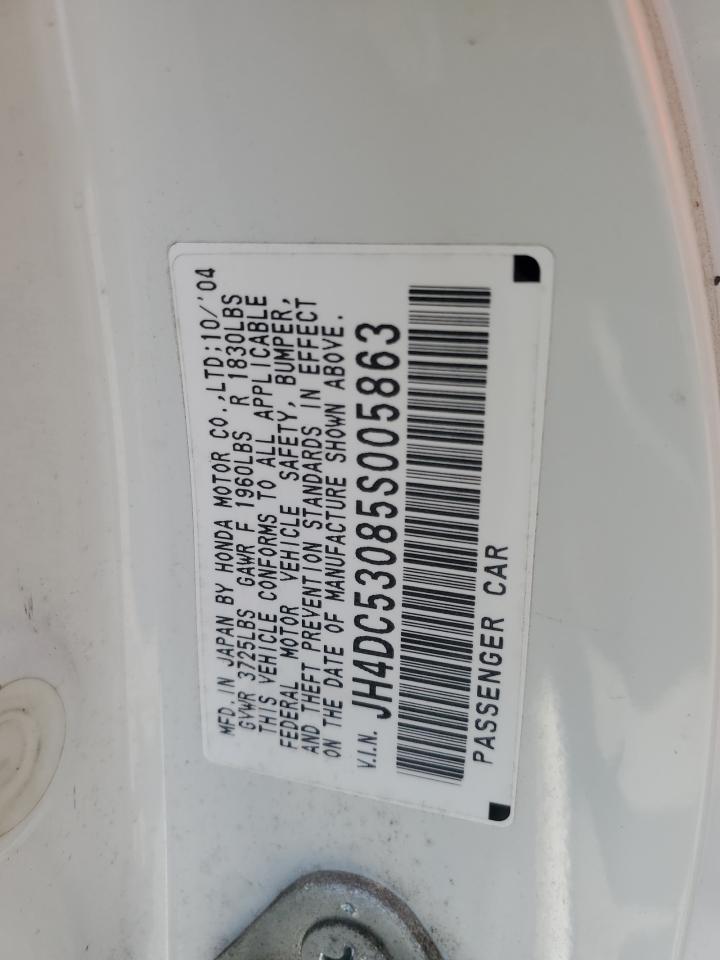 MFD. IN JAPAN BY HONDA MOTOR CO.,LTD;10/'04
GVWR 3725LBS GAWR F 1960LBS R 1830LBS
THIS VEHICLE CONFORMS TO ALL APPLICABLE
FEDERAL MOTOR VEHICLE SAFETY, BUMPER,
AND THEFT PREVENTION STANDARDS IN EFFECT
ON THE DATE OF MANUFACTURE SHOWN ABOVE.
V.I.N. JH4DC53085S005863
PASSENGER CAR